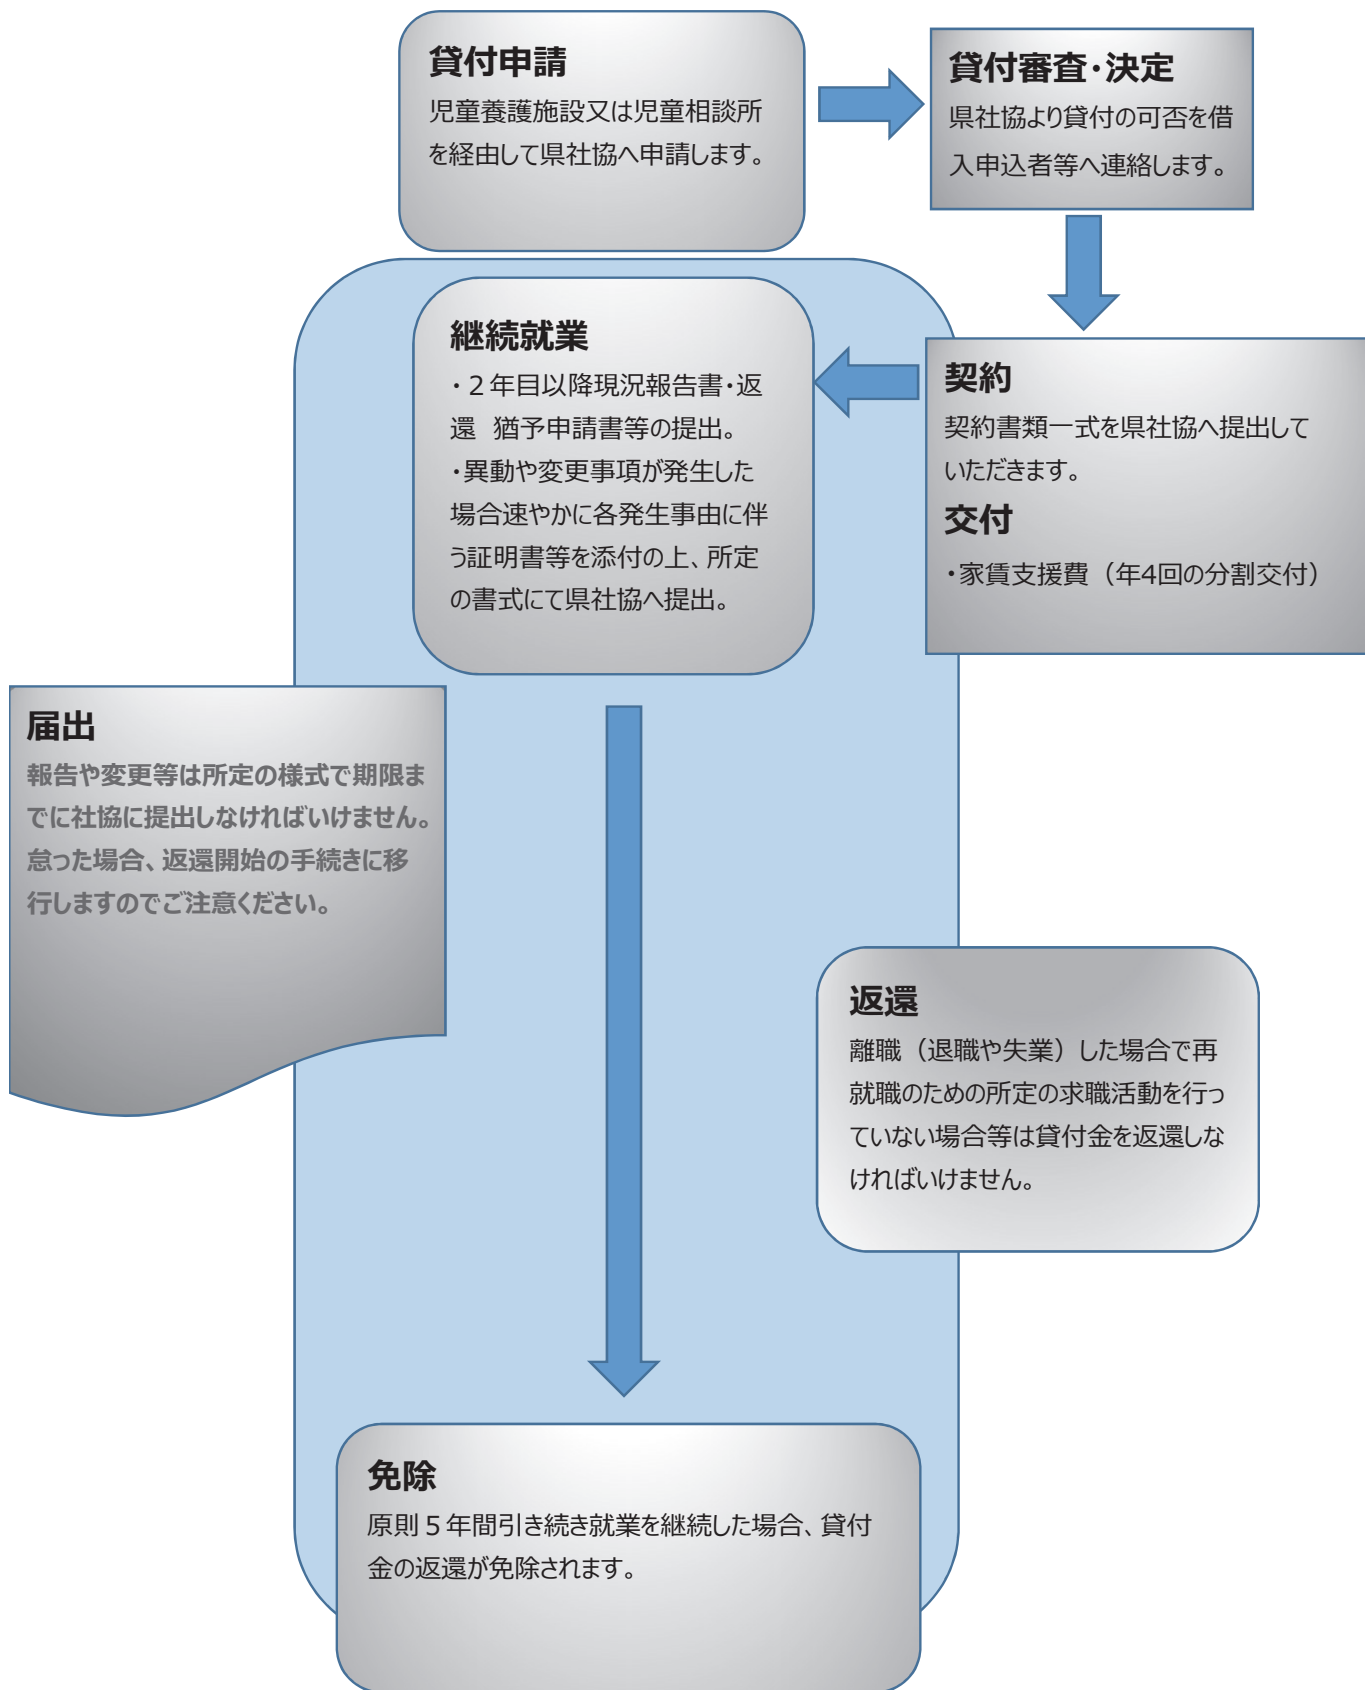 貸付申請
児童養護施設又は児童相談所
を経由して県社協へ申請します。
貸付審査・決定
県社協より貸付の可否を借
入申込者等へ連絡します。
契約
契約書類一式を県社協へ提出して
いただきます。
交付
・家賃支援費（年4回の分割交付）
継続就業
・２年目以降現況報告書・返
還 猶予申請書等の提出。
・異動や変更事項が発生した
場合速やかに各発生事由に伴
う証明書等を添付の上、所定
の書式にて県社協へ提出。
届出
報告や変更等は所定の様式で期限ま
でに社協に提出しなければいけません。
怠った場合、返還開始の手続きに移
行しますのでご注意ください。
返還
離職（退職や失業）した場合で再
就職のための所定の求職活動を行っ
ていない場合等は貸付金を返還しな
ければいけません。
免除
原則５年間引き続き就業を継続した場合、貸付
金の返還が免除されます。